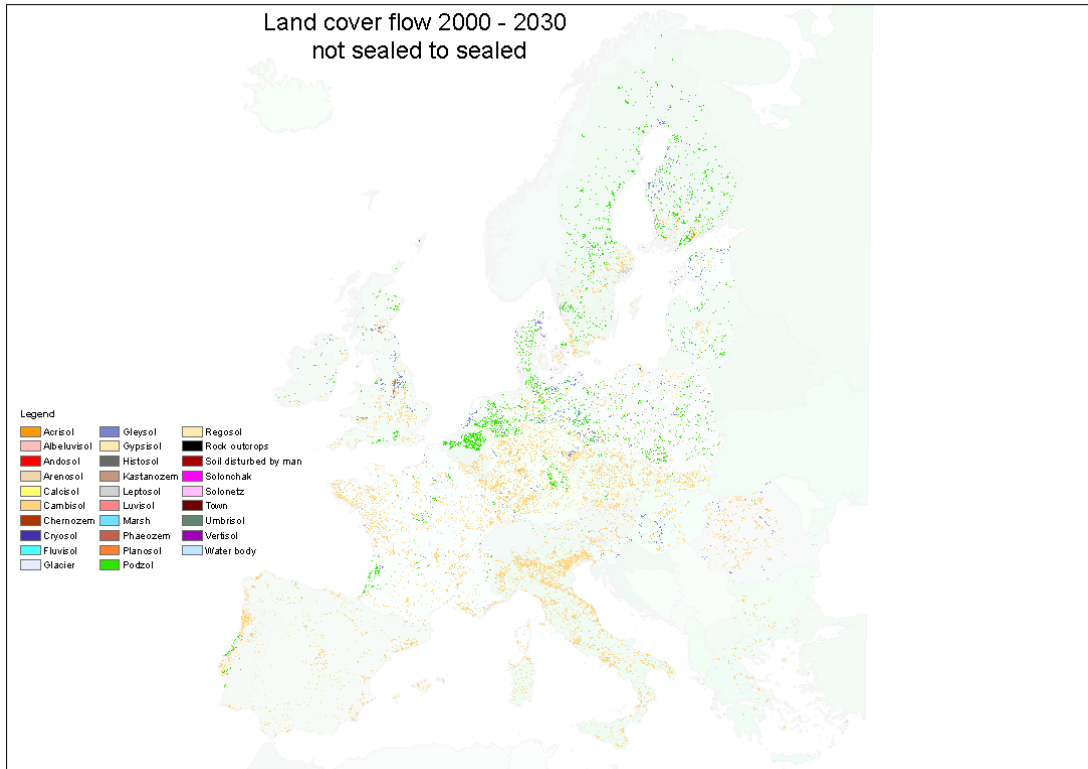 Land cover flow 2000 - 2030
not sealed to sealed
Legend
Acrisol
Albeluvisol
Andosol
Arenosol
Calcisol
Cambisol
Chernozem
Cryosol
Fluvisol
Glacier
Gleysol
Gypsisol
Histosol
Kastanozem
Leptosol
Luvisol
Marsh
Phaeozem
Planosol
Podzol
Regosol
Rock outcrops
Soil disturbed by man
Solonchak
Solonetz
Town
Umbrisol
Vertisol
Water body